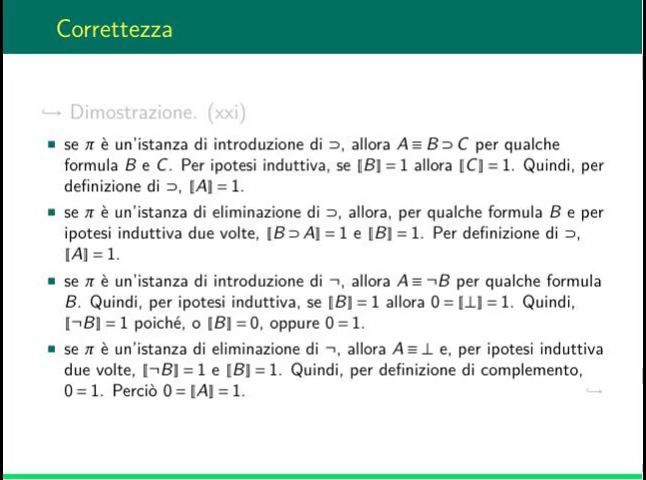 Correttezza
↪ Dimostrazione. (xxi)
▪ se π è un'istanza di introduzione di ⊃, allora A ≡ B ⊃ C per qualche
formula B e C. Per ipotesi induttiva, se ⟦B⟧ = 1 allora ⟦C⟧ = 1. Quindi, per
definizione di ⊃, ⟦A⟧ = 1.
▪ se π è un'istanza di eliminazione di ⊃, allora, per qualche formula B e per
ipotesi induttiva due volte, ⟦B ⊃ A⟧ = 1 e ⟦B⟧ = 1. Per definizione di ⊃,
⟦A⟧ = 1.
▪ se π è un'istanza di introduzione di ¬, allora A ≡ ¬B per qualche formula
B. Quindi, per ipotesi induttiva, se ⟦B⟧ = 1 allora 0 = ⟦⊥⟧ = 1. Quindi,
⟦¬B⟧ = 1 poiché, o ⟦B⟧ = 0, oppure 0 = 1.
▪ se π è un'istanza di eliminazione di ¬, allora A ≡ ⊥ e, per ipotesi induttiva
due volte, ⟦¬B⟧ = 1 e ⟦B⟧ = 1. Quindi, per definizione di complemento,
0 = 1. Perciò 0 = ⟦A⟧ = 1. ↪